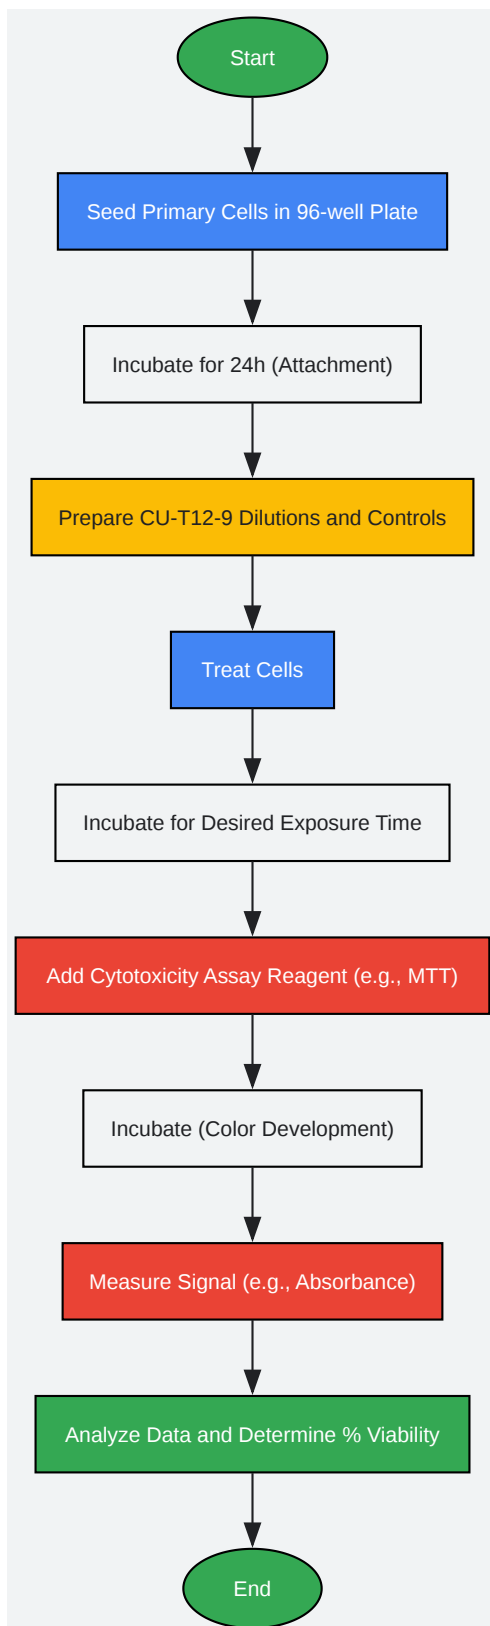 Start
Seed Primary Cells in 96-well Plate
Incubate for 24h (Attachment)
Prepare CU-T12-9 Dilutions and Controls
Treat Cells
Incubate for Desired Exposure Time
Add Cytotoxicity Assay Reagent (e.g., MTT)
Incubate (Color Development)
Measure Signal (e.g., Absorbance)
Analyze Data and Determine % Viability
End